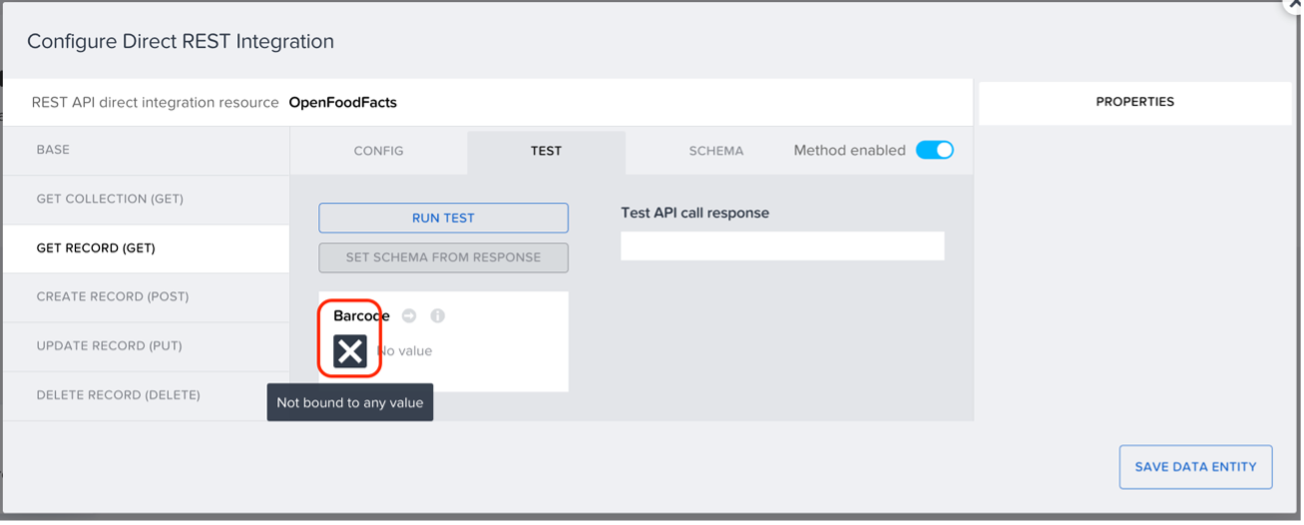 Configure Direct REST Integration
REST API direct integration resource OpenFoodFacts
PROPERTIES
BASE
CONFIG
TEST
SCHEMA
Method enabled
GET COLLECTION (GET)
GET RECORD (GET)
CREATE RECORD (POST)
UPDATE RECORD (PUT)
DELETE RECORD (DELETE)
RUN TEST
SET SCHEMA FROM RESPONSE
Barcode
No value
Not bound to any value
Test API call response
SAVE DATA ENTITY